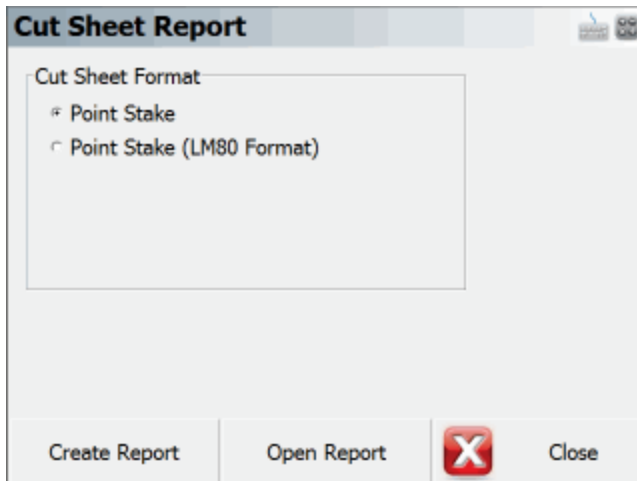 Cut Sheet Report
Cut Sheet Format
Point Stake
Point Stake (LM80 Format)
Create Report
Open Report
Close